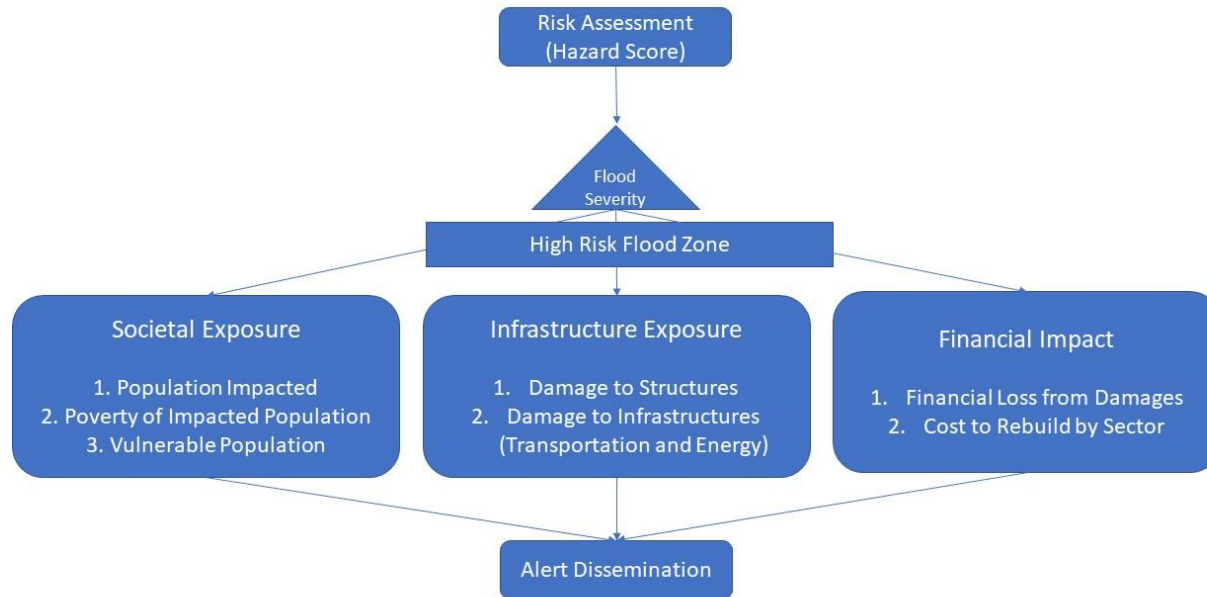 Risk Assessment
(Hazard Score)
Flood
Severity
High Risk Flood Zone
Societal Exposure
1. Population Impacted
2. Poverty of Impacted Population
3. Vulnerable Population
Infrastructure Exposure
1. Damage to Structures
2. Damage to Infrastructures
(Transportation and Energy)
Financial Impact
1. Financial Loss from Damages
2. Cost to Rebuild by Sector
Alert Dissemination